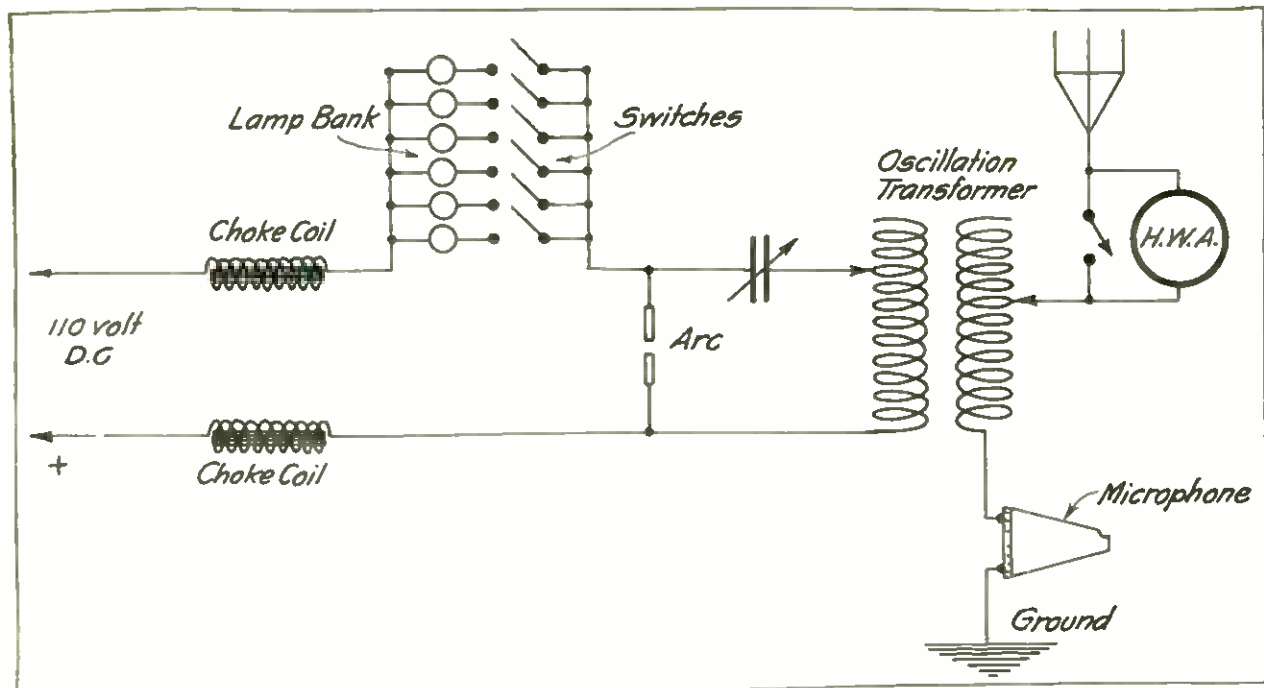 Lamp Bank
Switches
Oscillation
Transformer
Choke Coil
H.W.A.
110 volt
D.C
Arc
+
Choke Coil
Microphone
Ground